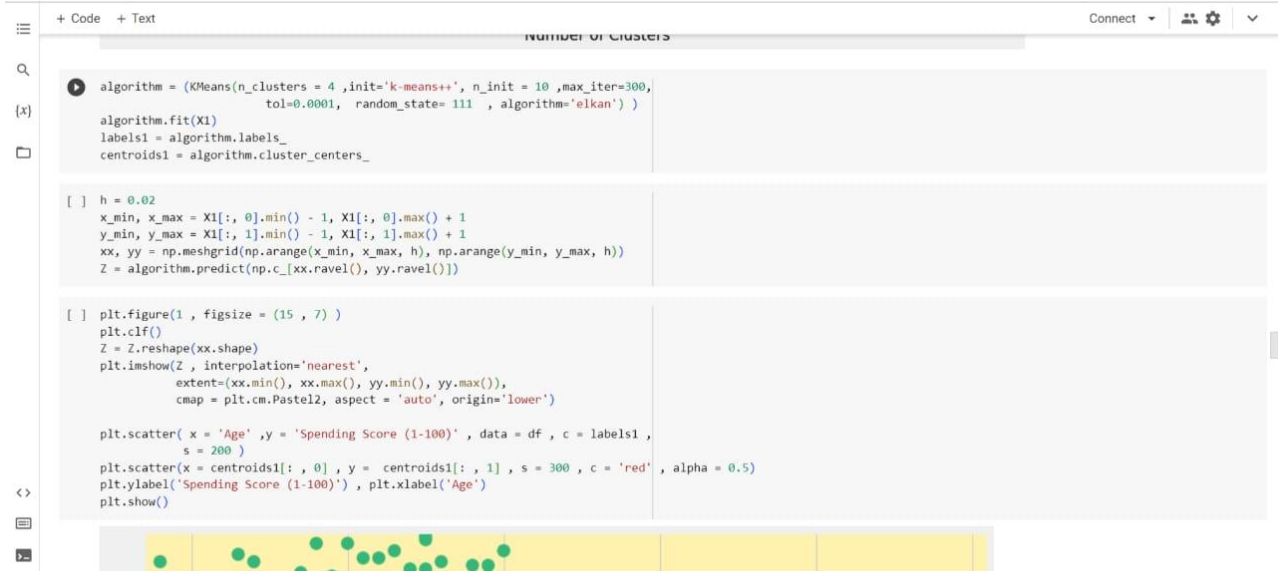 + Code + Text
Connect
Number of Clusters
{x}
algorithm = (KMeans(n_clusters = 4 ,init='k-means++', n_init = 10 ,max_iter=300,
tol=0.0001,  random_state= 111  , algorithm='elkan') )
algorithm.fit(X1)
labels1 = algorithm.labels_
centroids1 = algorithm.cluster_centers_
[ ] h = 0.02
x_min, x_max = X1[:, 0].min() - 1, X1[:, 0].max() + 1
y_min, y_max = X1[:, 1].min() - 1, X1[:, 1].max() + 1
xx, yy = np.meshgrid(np.arange(x_min, x_max, h), np.arange(y_min, y_max, h))
Z = algorithm.predict(np.c_[xx.ravel(), yy.ravel()])
[ ] plt.figure(1 , figsize = (15 , 7) )
plt.clf()
Z = Z.reshape(xx.shape)
plt.imshow(Z , interpolation='nearest',
extent=(xx.min(), xx.max(), yy.min(), yy.max()),
cmap = plt.cm.Pastel2, aspect = 'auto', origin='lower')
plt.scatter( x = 'Age' ,y = 'Spending Score (1-100)' , data = df , c = labels1 ,
s = 200 )
plt.scatter(x = centroids1[: , 0] , y =  centroids1[: , 1] , s = 300 , c = 'red' , alpha = 0.5)
plt.ylabel('Spending Score (1-100)') , plt.xlabel('Age')
plt.show()